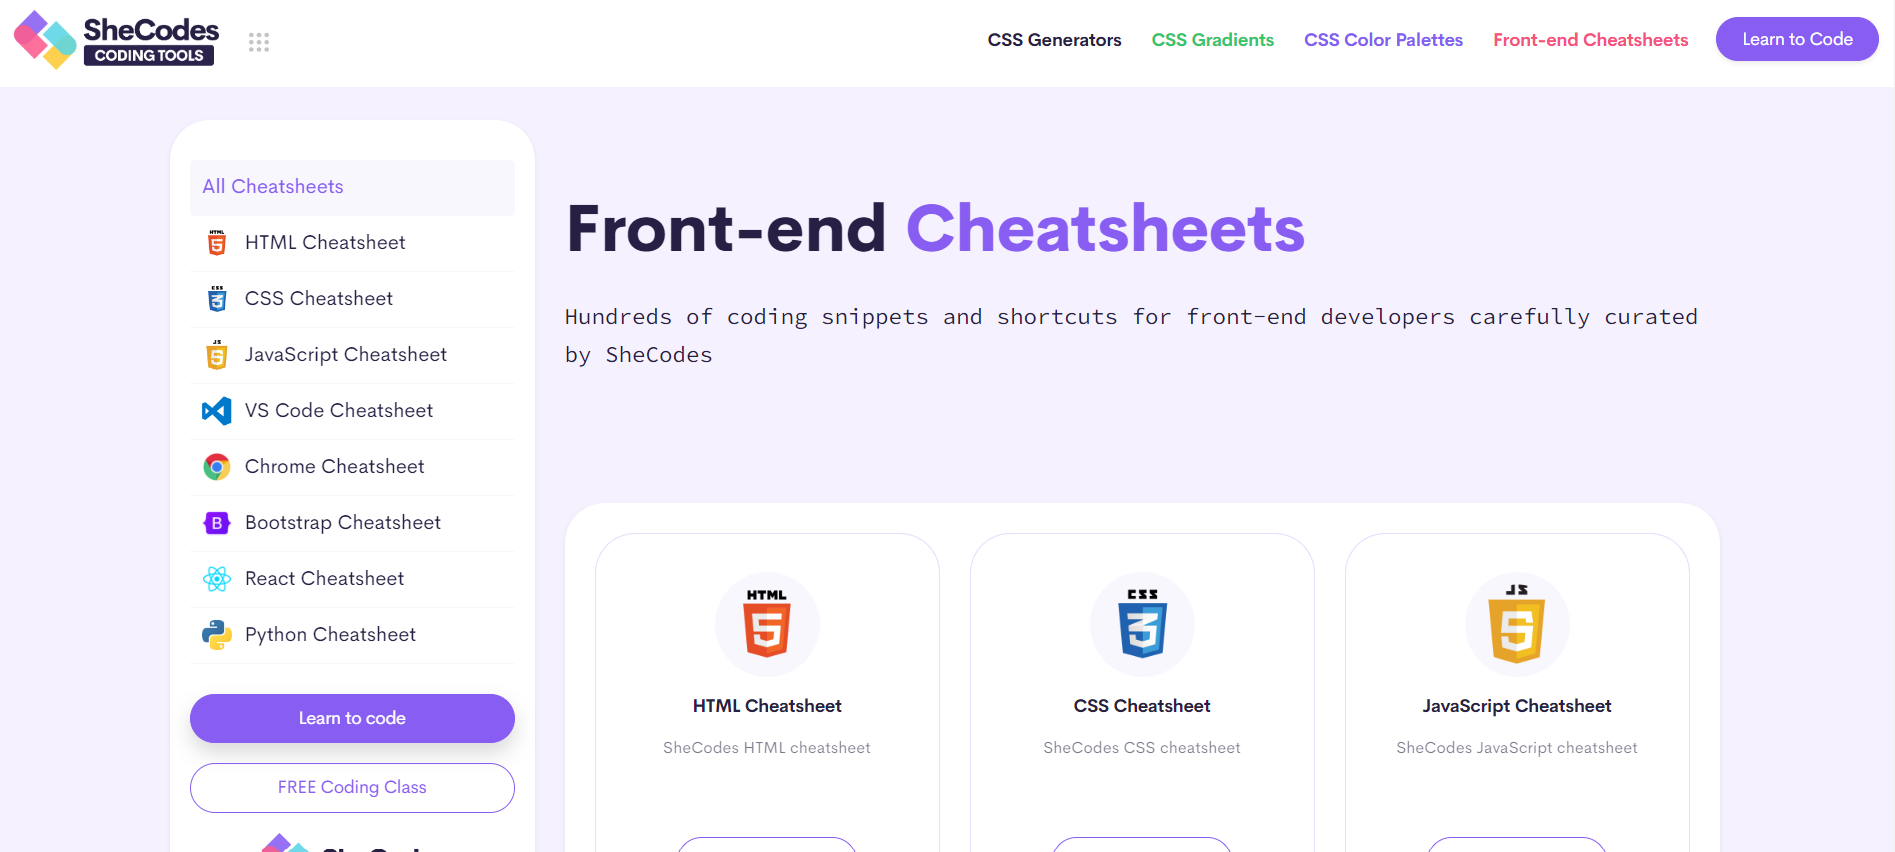 SheCodes
CODING TOOLS
CSS Generators
CSS Gradients
CSS Color Palettes
Front-end Cheatsheets
Learn to Code
All Cheatsheets
HTML Cheatsheet
CSS Cheatsheet
JavaScript Cheatsheet
VS Code Cheatsheet
Chrome Cheatsheet
Bootstrap Cheatsheet
React Cheatsheet
Python Cheatsheet
Learn to code
FREE Coding Class
Front-end Cheatsheets
Hundreds of coding snippets and shortcuts for front-end developers carefully curated
by SheCodes
HTML
HTML Cheatsheet
SheCodes HTML cheatsheet
CSS
CSS Cheatsheet
SheCodes CSS cheatsheet
JS
JavaScript Cheatsheet
SheCodes JavaScript cheatsheet